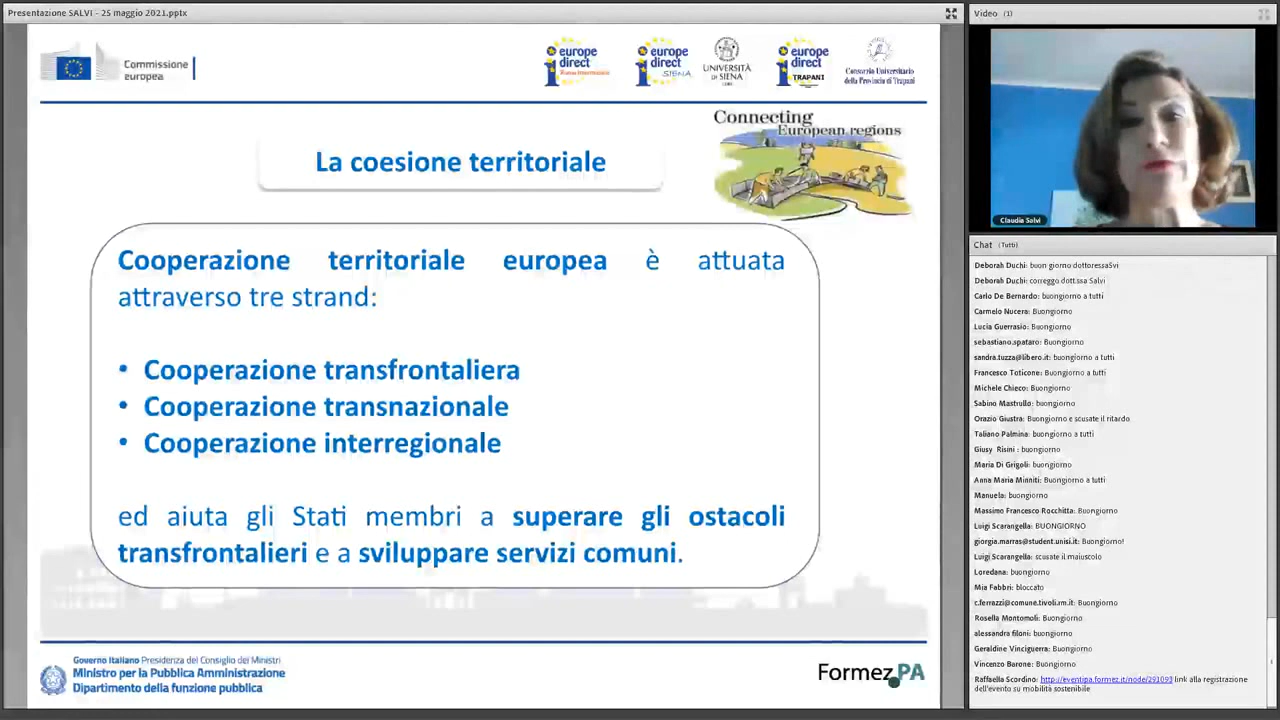 Presentazione SALVI - 25 maggio 2021.pptx
Commissione
europea
europe
direct
Roma Innovazione
europe
direct
SIENA
UNIVERSITÀ
DI SIENA
europe
direct
TRAPANI
Consorzio Universitario
della Provincia di Trapani
Connecting
European regions
La coesione territoriale
Cooperazione territoriale europea è attuata
attraverso tre strand:
• Cooperazione transfrontaliera
• Cooperazione transnazionale
• Cooperazione interregionale
ed aiuta gli Stati membri a superare gli ostacoli
transfrontalieri e a sviluppare servizi comuni.
Governo Italiano Presidenza del Consiglio dei Ministri
Ministro per la Pubblica Amministrazione
Dipartimento della funzione pubblica
Formez.PA
Video (1)
Claudia Salvi
Chat (Tutti)
Deborah Duchi: buon giorno dottoressaSvi
Deborah Duchi: correggo dott.ssa Salvi
Carlo De Bernardo: buongiorno a tutti
Carmelo Nucera: Buongiorno
Lucia Guerrasio: Buongiorno
sebastiano.spataro: Buongiorno
sandra.tuzza@libero.it: buongiorno a tutti
Francesco Toticone: Buongiorno a tutti
Michele Chieco: Buongiorno
Sabino Mastrullo: buongiorno
Orazio Giustra: Buongiorno e scusate il ritardo
Taliano Palmina: buongiorno a tutti
Giusy Risini : buongiorno
Maria Di Grigoli: buongiorno
Anna Maria Minniti: Buongiorno a tutti
Manuela: buongiorno
Massimo Francesco Rocchitta: Buongiorno
Luigi Scarangella: BUONGIORNO
giorgia.marras@student.unisi.it: Buongiorno!
Luigi Scarangella: scusate il maiuscolo
Loredana: buongiorno
Mia Fabbri: bloccato
c.ferrazzi@comune.tivoli.rm.it: Buongiorno
Rosella Montomoli: Buongiorno
alessandra filoni: buongiorno
Geraldine Vinciguerra: Buongiorno
Vincenzo Barone: Buongiorno
Raffaella Scordino: http://eventipa.formez.it/node/291093 link alla registrazione
dell'evento su mobilità sostenibile